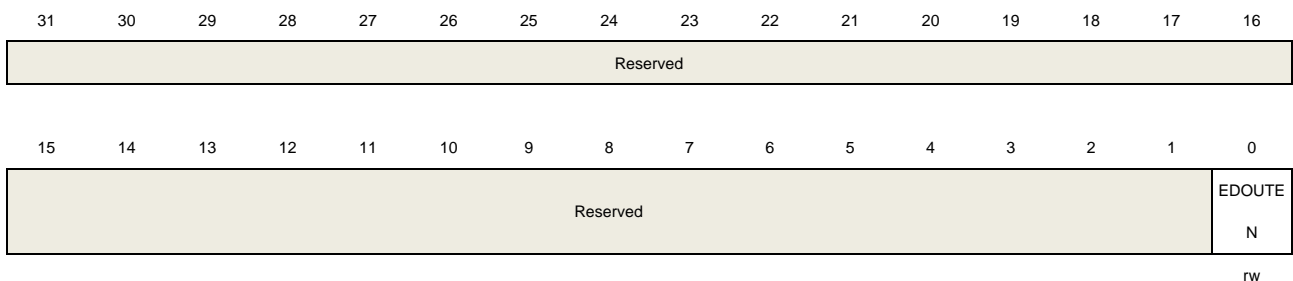 31 30 29 28 27 26 25 24 23 22 21 20 19 18 17 16
Reserved
15 14 13 12 11 10 9 8 7 6 5 4 3 2 1 0
Reserved
EDOUTE
N
rw